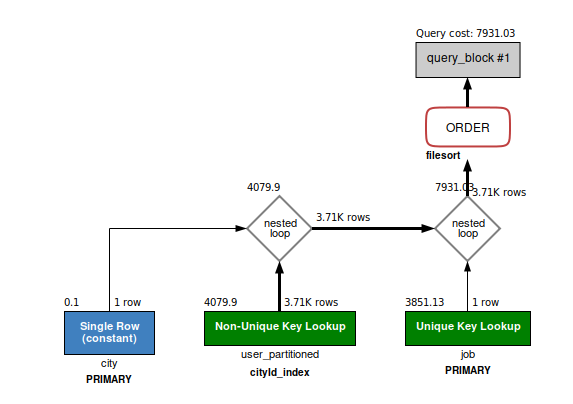 Query cost: 7931.03
query_block #1
ORDER
filesort
4079.9
7931.03
3.71K rows
nested
loop
3.71K rows
nested
loop
0.1
1 row
4079.9
3.71K rows
3851.13
1 row
Single Row
(constant)
Non-Unique Key Lookup
Unique Key Lookup
city
user_partitioned
job
PRIMARY
cityId_index
PRIMARY